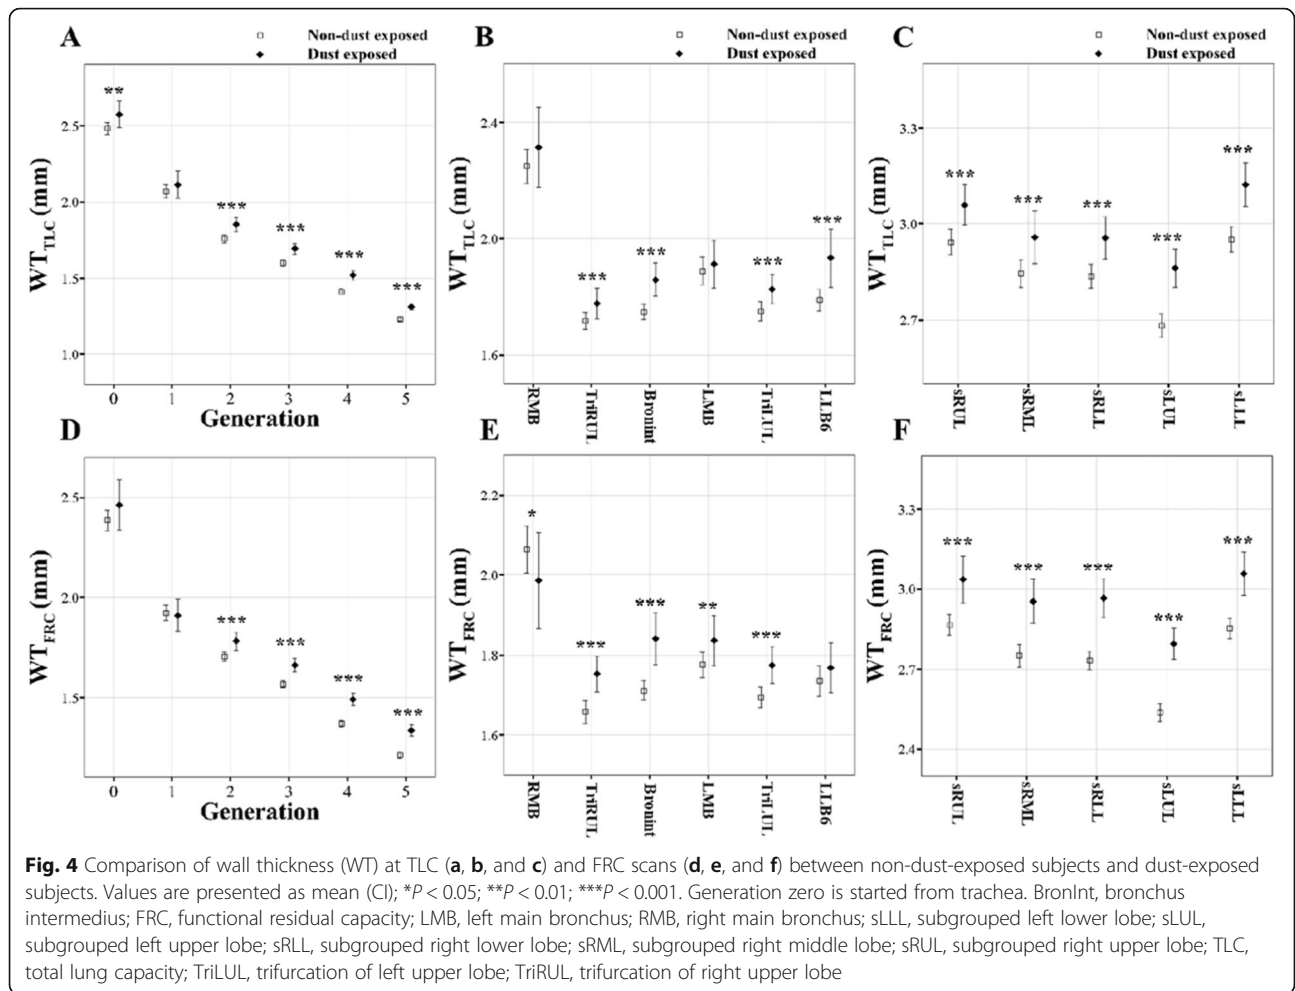 A
Non-dust exposed
Dust exposed
WTTLC (mm)
2.5
2.0
1.5
1.0
**
***
***
***
***
0 1 2 3 4 5
Generation
B
Non-dust exposed
Dust exposed
WTTLC (mm)
2.4
2.0
1.6
***
***
***
***
RMB TriRUL Bronint LMB TriLUL LLB6
C
Non-dust exposed
Dust exposed
WTTLC (mm)
3.3
3.0
2.7
***
***
***
***
***
sRUL sRML sRLL sLUL sLLL
D
WTFRC (mm)
2.5
2.0
1.5
***
***
***
***
0 1 2 3 4 5
Generation
E
WTFRC (mm)
2.2
2.0
1.8
1.6
*
***
***
**
***
RMB TriRUL Bronint LMB TriLUL LLB6
F
WTFRC (mm)
3.3
3.0
2.7
2.4
***
***
***
***
***
sRUL sRML sRLL sLUL sLLL
Fig. 4 Comparison of wall thickness (WT) at TLC (a, b, and c) and FRC scans (d, e, and f) between non-dust-exposed subjects and dust-exposed
subjects. Values are presented as mean (CI); *P < 0.05; **P < 0.01; ***P < 0.001. Generation zero is started from trachea. BronInt, bronchus
intermedius; FRC, functional residual capacity; LMB, left main bronchus; RMB, right main bronchus; sLLL, subgrouped left lower lobe; sLUL,
subgrouped left upper lobe; sRLL, subgrouped right lower lobe; sRML, subgrouped right middle lobe; sRUL, subgrouped right upper lobe; TLC,
total lung capacity; TriLUL, trifurcation of left upper lobe; TriRUL, trifurcation of right upper lobe